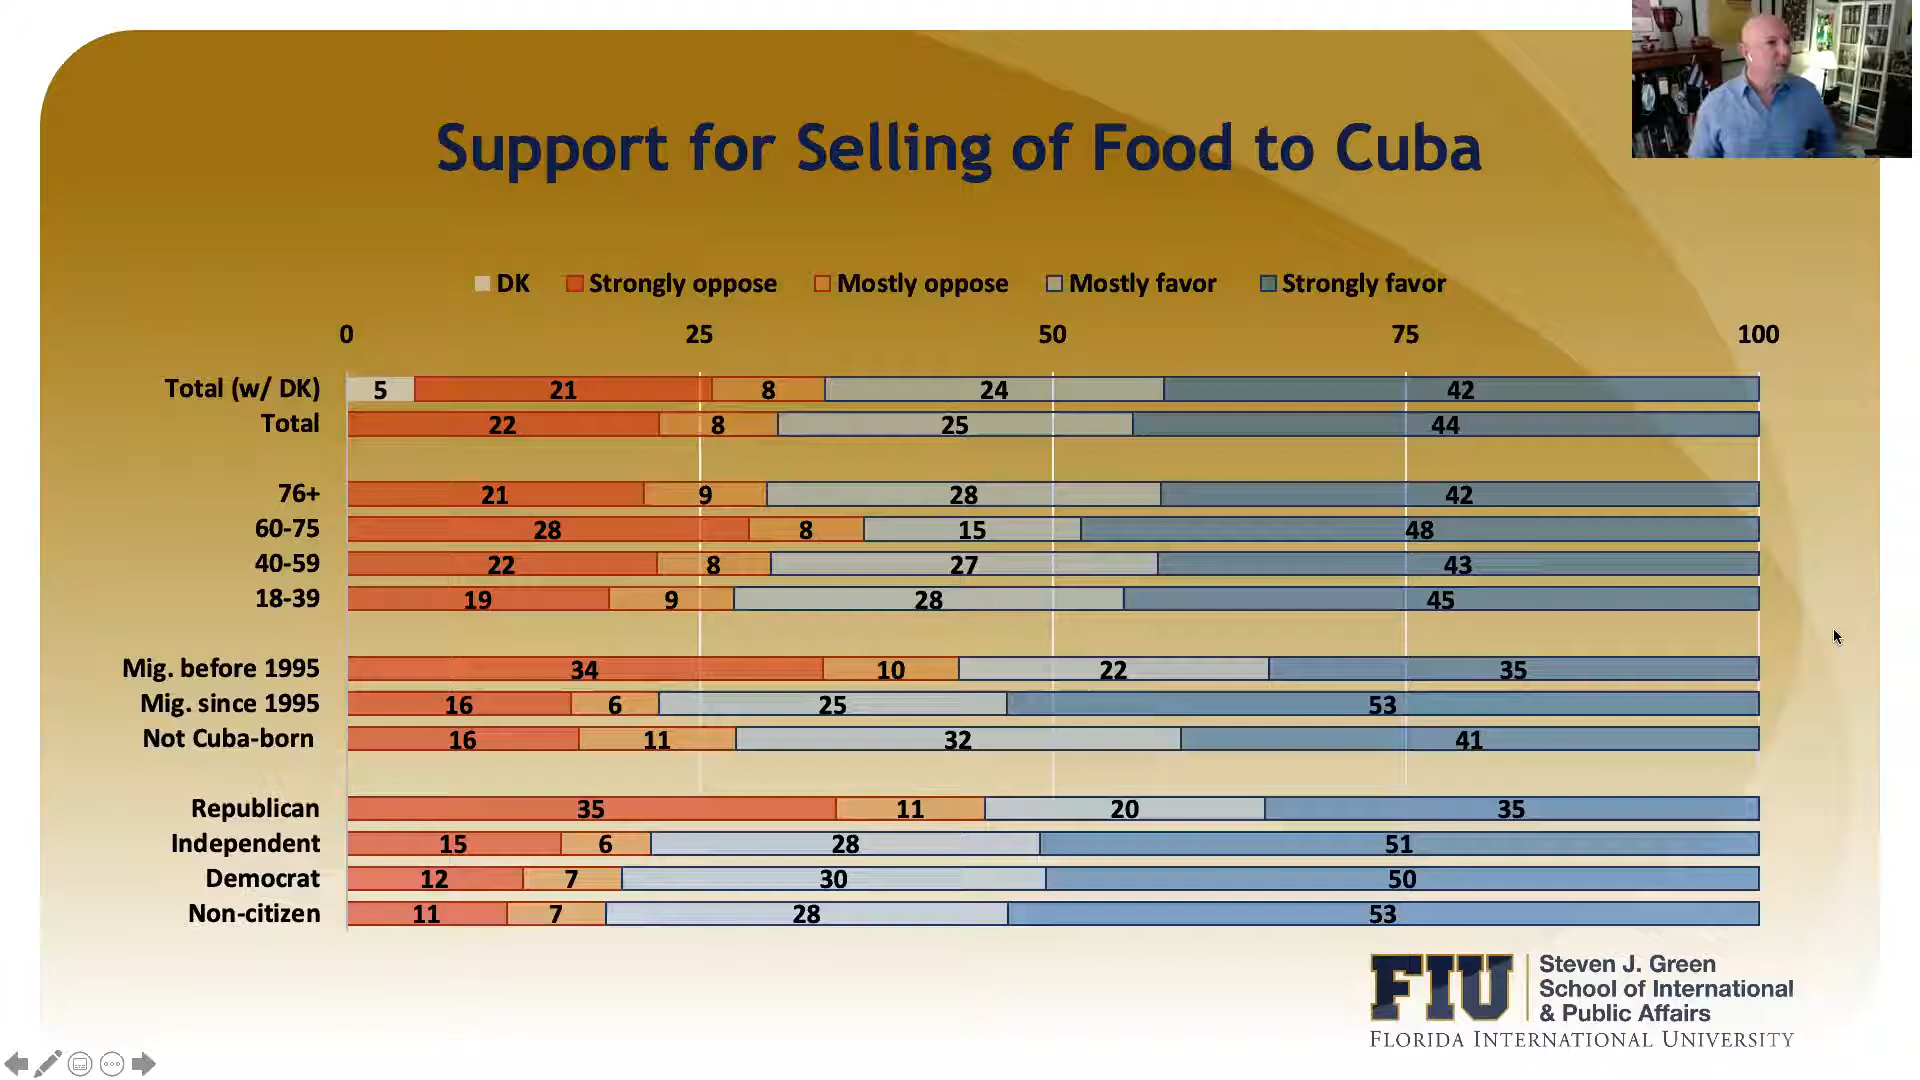 Support for Selling of Food to Cuba
DK Strongly oppose Mostly oppose Mostly favor Strongly favor
0 25 50 75 100
Total (w/ DK) 5 21 8 24 42
Total 22 8 25 44
76+ 21 9 28 42
60-75 28 8 15 48
40-59 22 8 27 43
18-39 19 9 28 45
Mig. before 1995 34 10 22 35
Mig. since 1995 16 6 25 53
Not Cuba-born 16 11 32 41
Republican 35 11 20 35
Independent 15 6 28 51
Democrat 12 7 30 50
Non-citizen 11 7 28 53
FIU
Steven J. Green
School of International
& Public Affairs
FLORIDA INTERNATIONAL UNIVERSITY